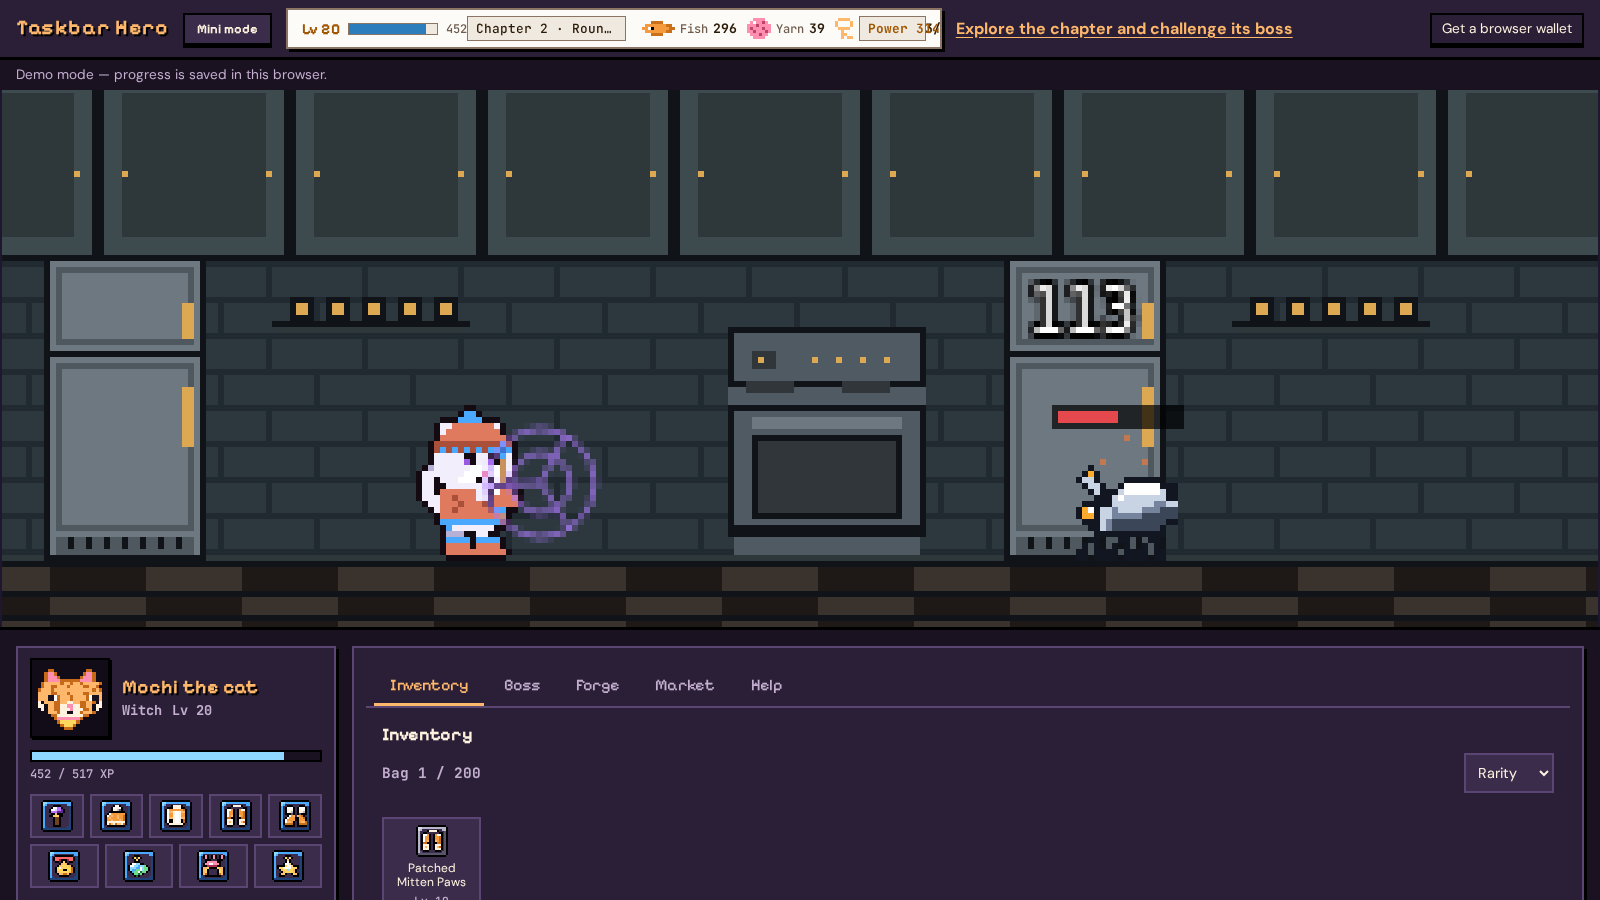 Taskbar Hero
Mini mode
Lv 20
452
Chapter 2 · Roun…
Fish 296
Yarn 39
Power 33
Explore the chapter and challenge its boss
Get a browser wallet
Demo mode — progress is saved in this browser.
113
Mochi the cat
Witch Lv 20
452 / 517 XP
Inventory
Boss
Forge
Market
Help
Inventory
Bag 1 / 200
Rarity
Patched
Mitten Paws